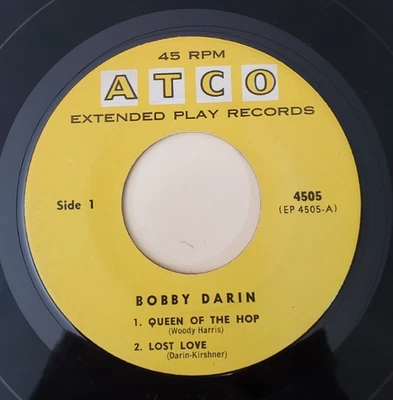 45 RPM
ATCO
EXTENDED PLAY RECORDS
Side 1
4505
(EP 4505-A)
BOBBY DARIN
1. QUEEN OF THE HOP
(Woody Harris)
2. LOST LOVE
(Darin-Kirshner)